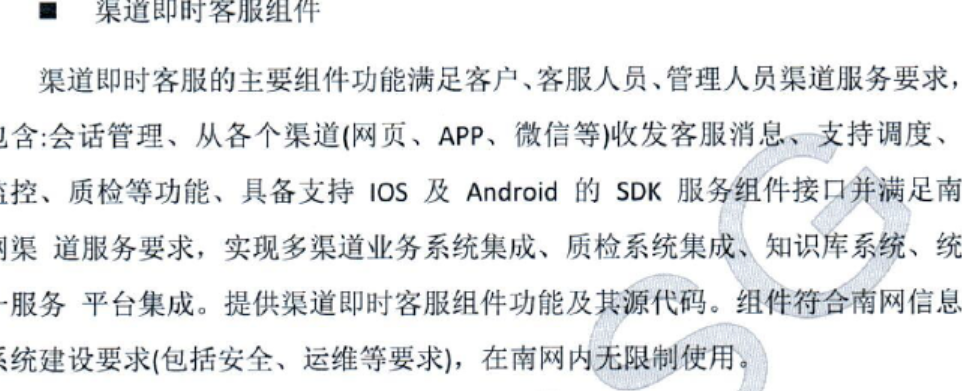 ■ 渠道即时客服组件
渠道即时客服的主要组件功能满足客户、客服人员、管理人员渠道服务要求，
包含:会话管理、从各个渠道(网页、APP、微信等)收发客服消息、支持调度、
监控、质检等功能、具备支持 IOS 及 Android 的 SDK 服务组件接口并满足南
网渠 道服务要求，实现多渠道业务系统集成、质检系统集成、知识库系统、统
一服务 平台集成。提供渠道即时客服组件功能及其源代码。组件符合南网信息
系统建设要求(包括安全、运维等要求)，在南网内无限制使用。
SG